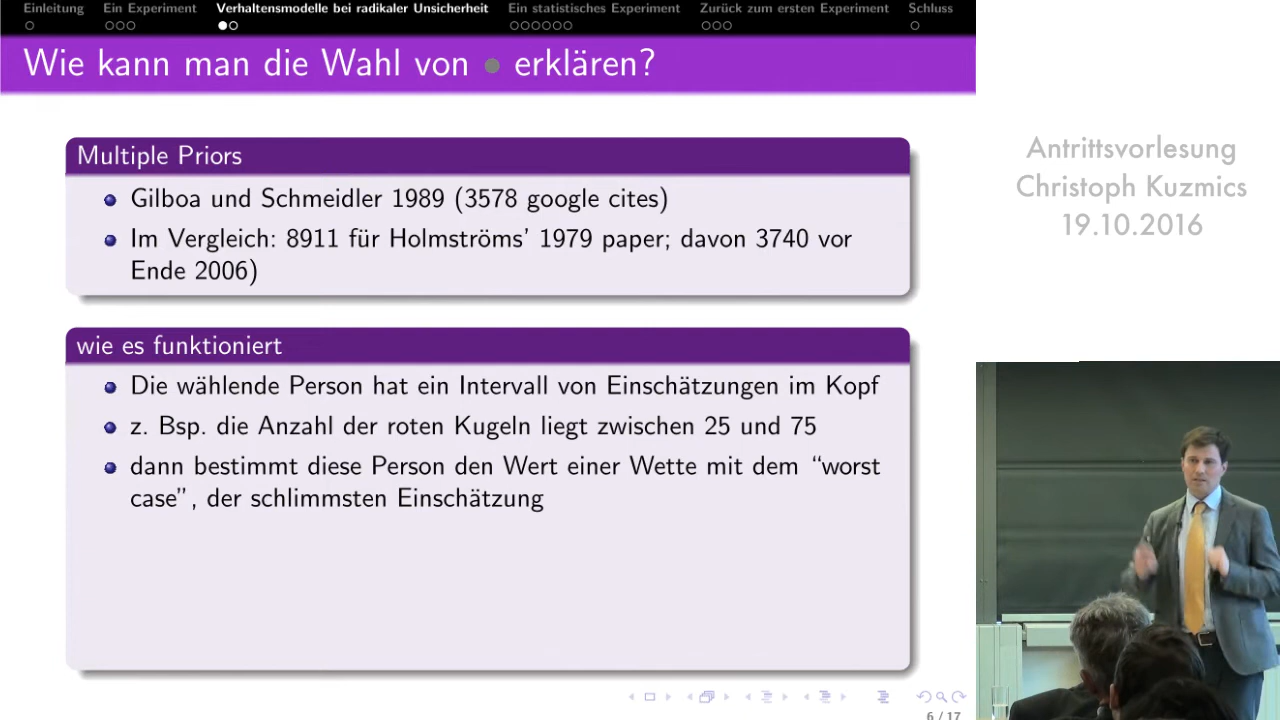 Einleitung Ein Experiment Verhaltensmodelle bei radikaler Unsicherheit Ein statistisches Experiment Zurück zum ersten Experiment Schluss
Wie kann man die Wahl von • erklären?
Multiple Priors
Gilboa und Schmeidler 1989 (3578 google cites)
Im Vergleich: 8911 für Holmströms' 1979 paper; davon 3740 vor
Ende 2006)
wie es funktioniert
Die wählende Person hat ein Intervall von Einschätzungen im Kopf
z. Bsp. die Anzahl der roten Kugeln liegt zwischen 25 und 75
dann bestimmt diese Person den Wert einer Wette mit dem “worst
case”, der schlimmsten Einschätzung
6 / 17
Antrittsvorlesung
Christoph Kuzmics
19.10.2016